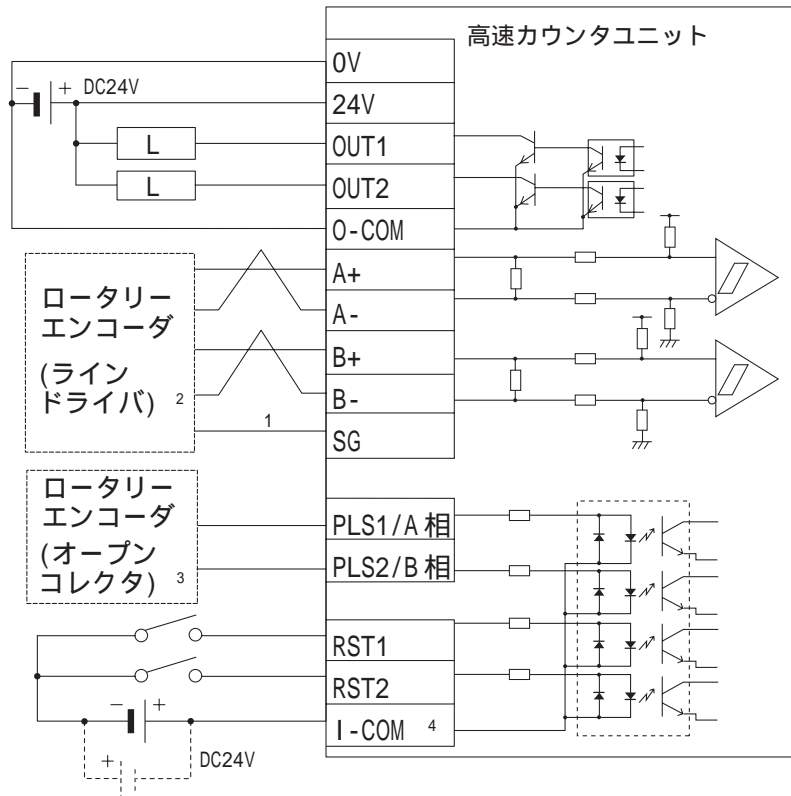 高速カウンタユニット
0V
- + DC24V
24V
L
OUT1
L
OUT2
O-COM
ロータリー
エンコーダ
(ライン
ドライバ) 2
A+
A-
B+
B-
1
SG
ロータリー
エンコーダ
(オープン
コレクタ) 3
PLS1/A 相
PLS2/B 相
RST1
RST2
- +
I-COM 4
+ -
DC24V